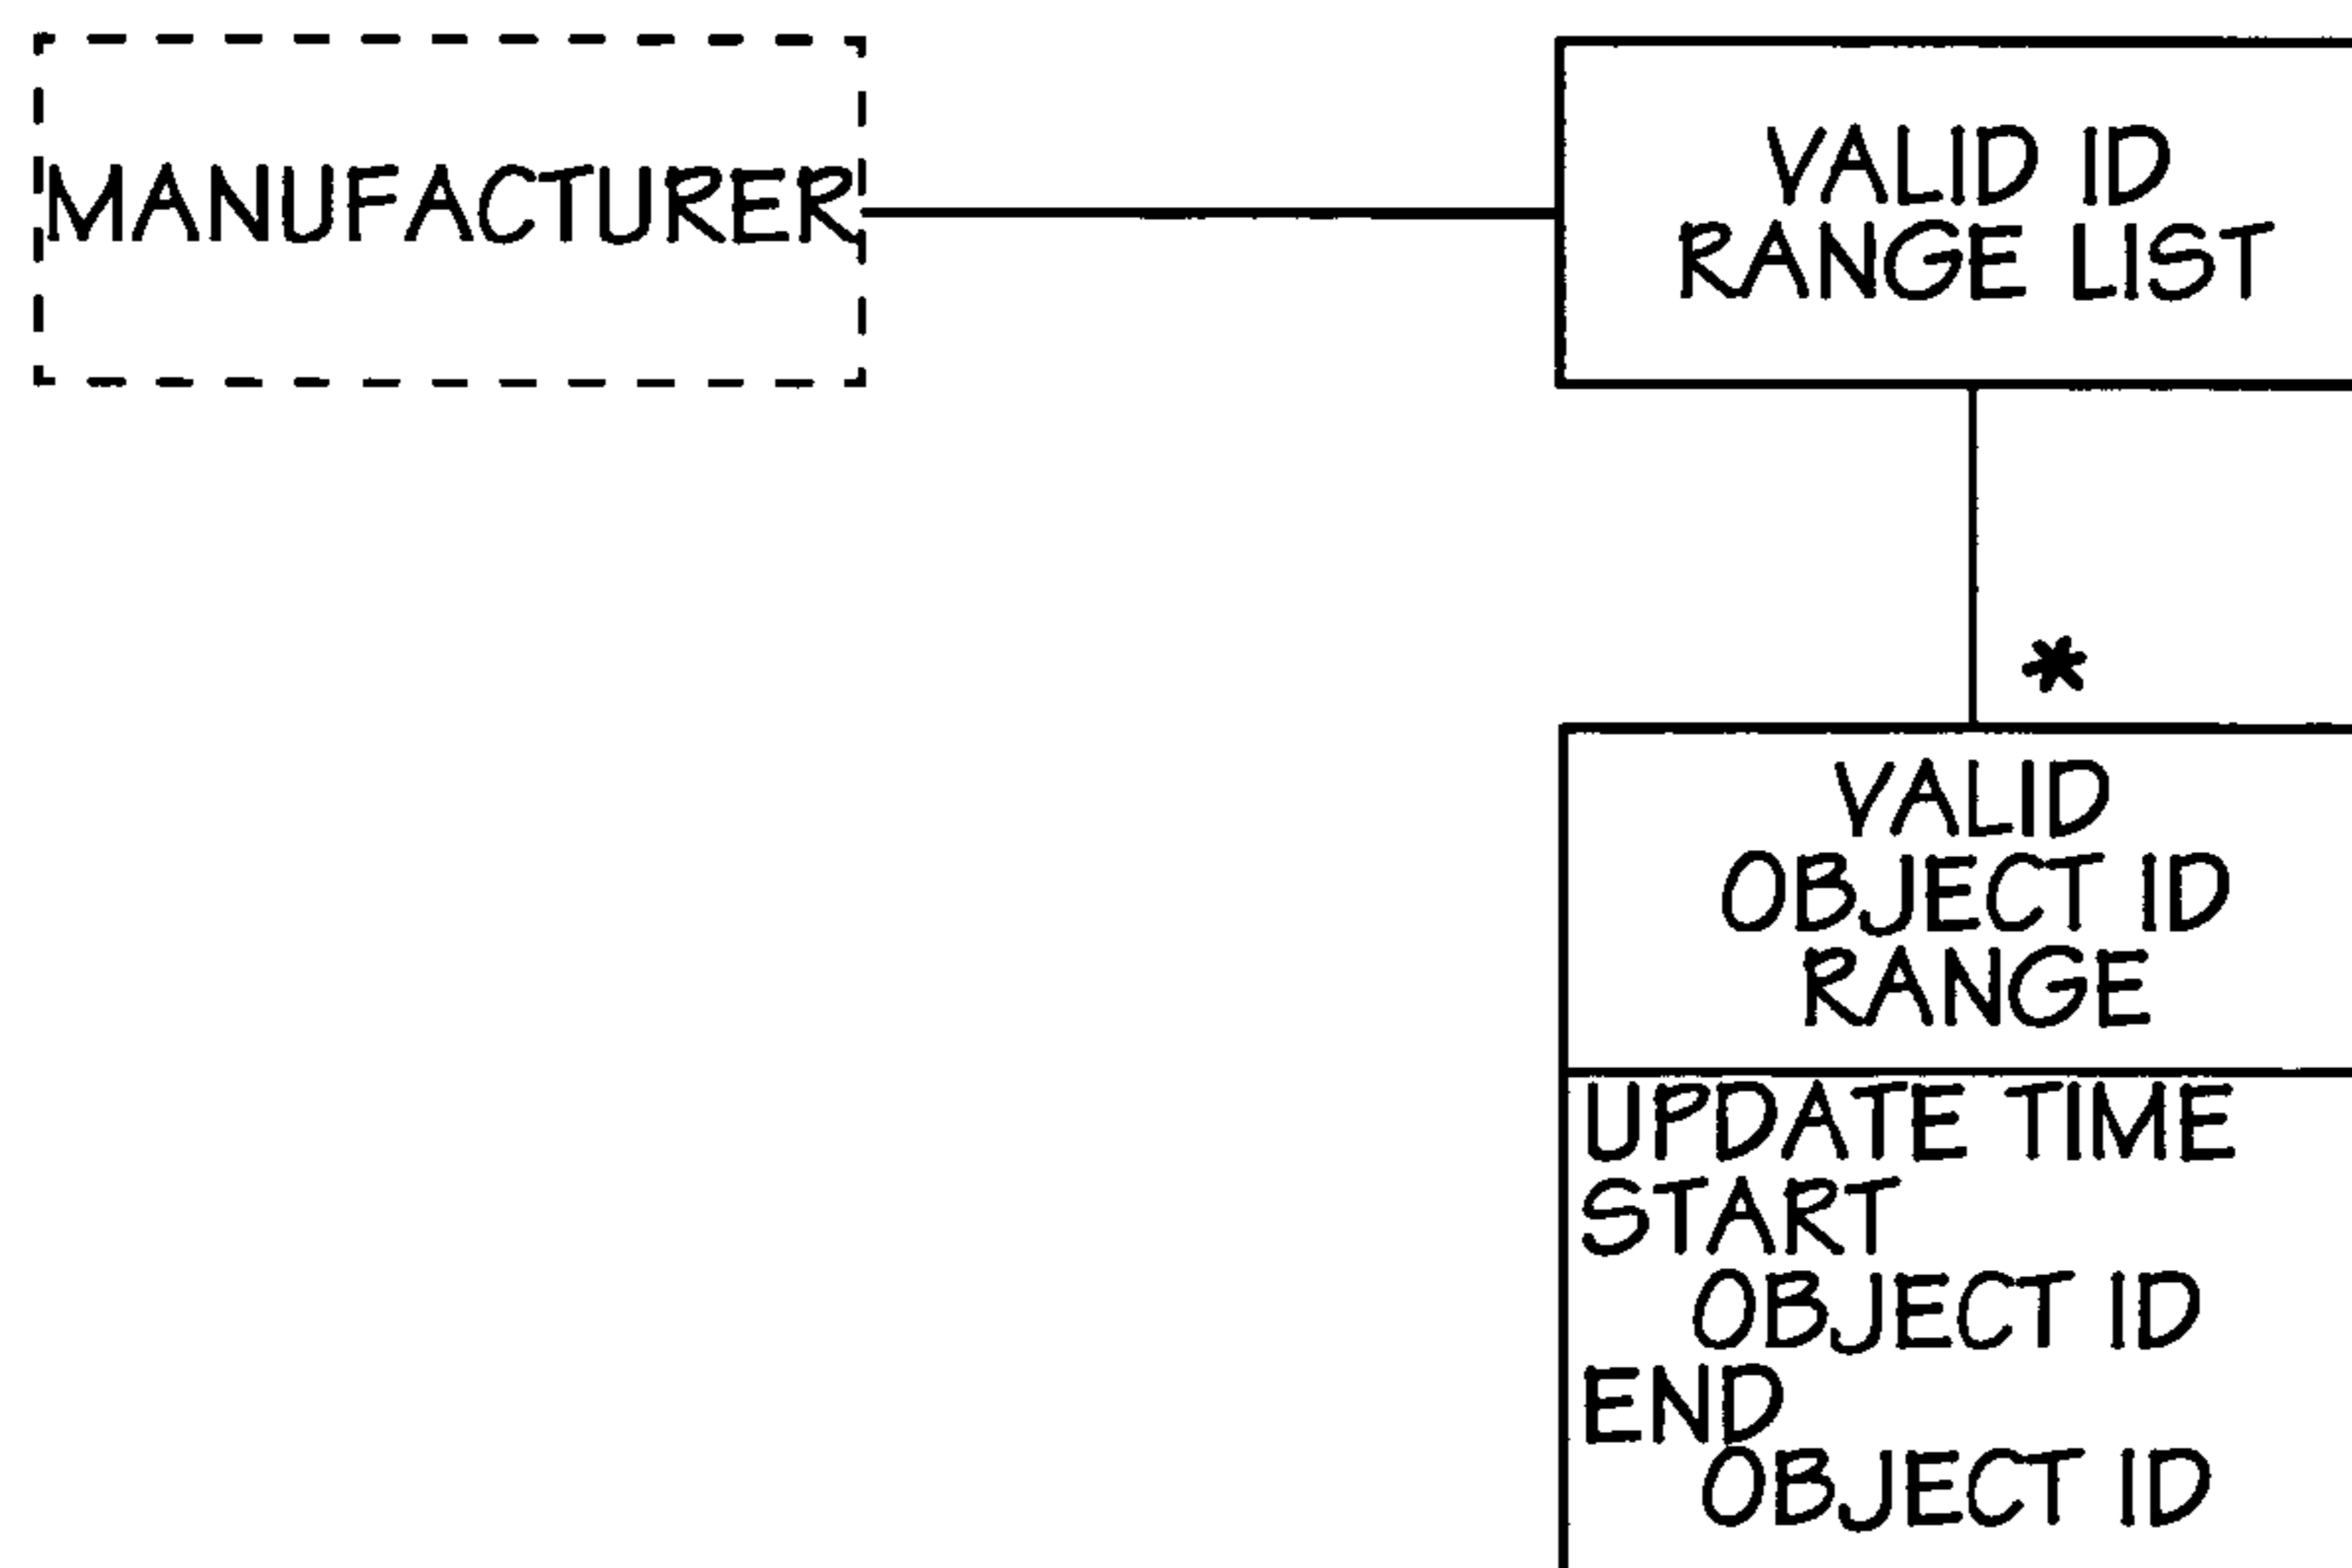 MANUFACTURER
VALID ID
RANGE LIST
*
VALID
OBJECT ID
RANGE
UPDATE TIME
START
OBJECT ID
END
OBJECT ID